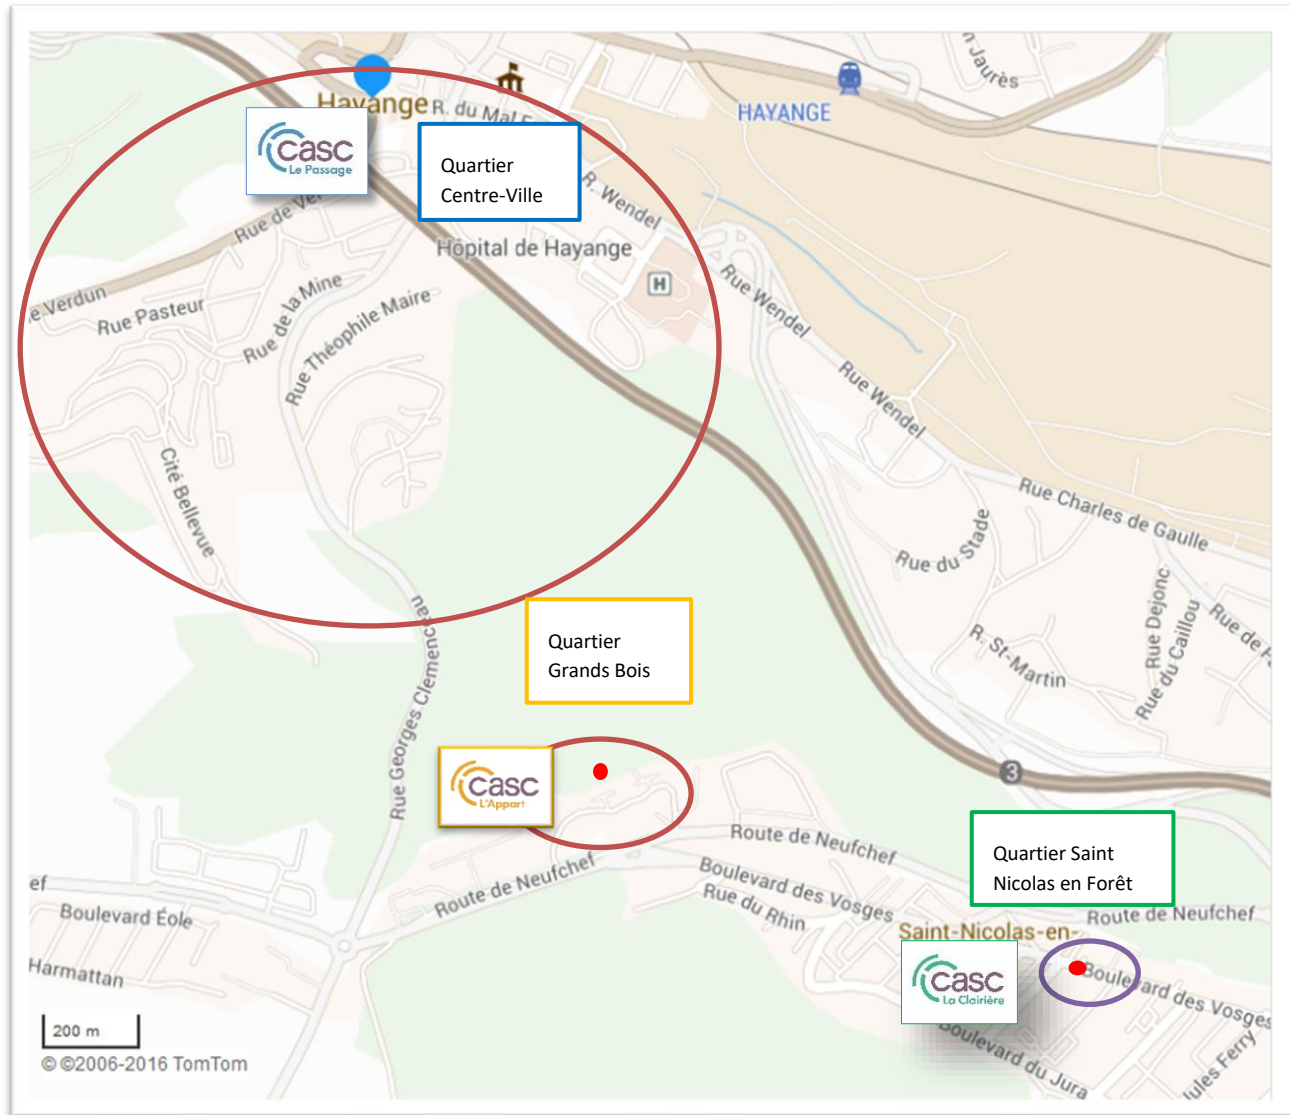 n Jaurès
HAYANGE
Hayange
R. du Mal F
casc
Le Passage
Quartier
Centre-Ville
R. Wendel
Rue de Ver
Hôpital de Hayange
H
Rue Wendel
e Verdun
Rue Pasteur
Rue de la Mine
Rue Théophile Maire
Rue Wendel
Cité Bellevue
Rue Charles de Gaulle
Rue du Stade
Rue Dejonc
Rue du Caillou
Rue de
R. St-Martin
Rue Georges Clemenceau
Quartier
Grands Bois
casc
L'Appart
3
Route de Neufchef
Route de Neufchef
Boulevard des Vosges
Rue du Rhin
Quartier Saint
Nicolas en Forêt
Route de Neufchef
ef
Boulevard Éole
Saint-Nicolas-en-
casc
La Clairière
Boulevard des Vosges
Harmattan
Boulevard du Jura
Jules Ferry
200 m
© ©2006-2016 TomTom